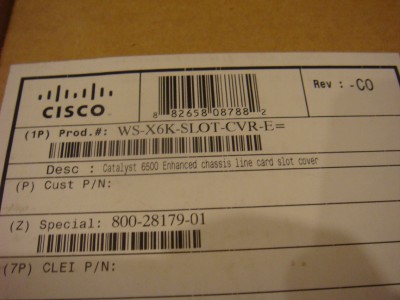 CISCO
8 82658 08788 2
Rev : -C0
(1P) Prod.#: WS-X6K-SLOT-CVR-E=
Desc : Catalyst 6500 Enhanced chassis line card slot cover
(P) Cust P/N:
(Z) Special: 800-28179-01
(7P) CLEI P/N: